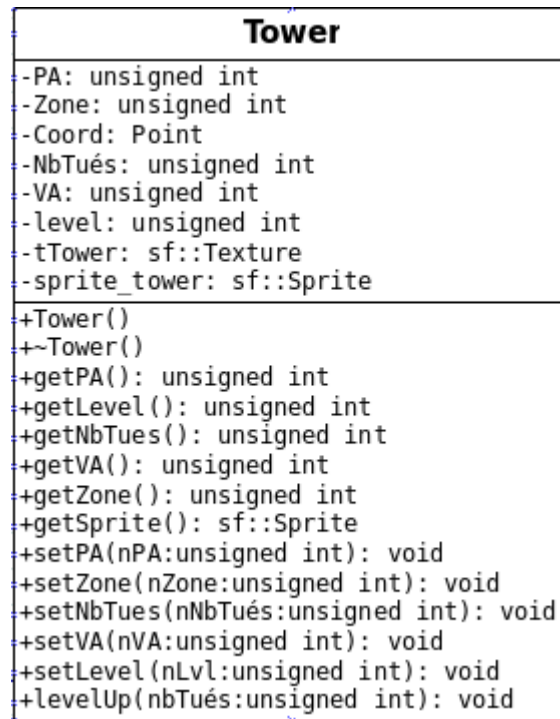 Tower
-PA: unsigned int
-Zone: unsigned int
-Coord: Point
-NbTués: unsigned int
-VA: unsigned int
-level: unsigned int
-tTower: sf::Texture
-sprite_tower: sf::Sprite
+Tower()
+~Tower()
+getPA(): unsigned int
+getLevel(): unsigned int
+getNbTues(): unsigned int
+getVA(): unsigned int
+getZone(): unsigned int
+getSprite(): sf::Sprite
+setPA(nPA:unsigned int): void
+setZone(nZone:unsigned int): void
+setNbTues(nNbTués:unsigned int): void
+setVA(nVA:unsigned int): void
+setLevel(nLvl:unsigned int): void
+levelUp(nbTués:unsigned int): void